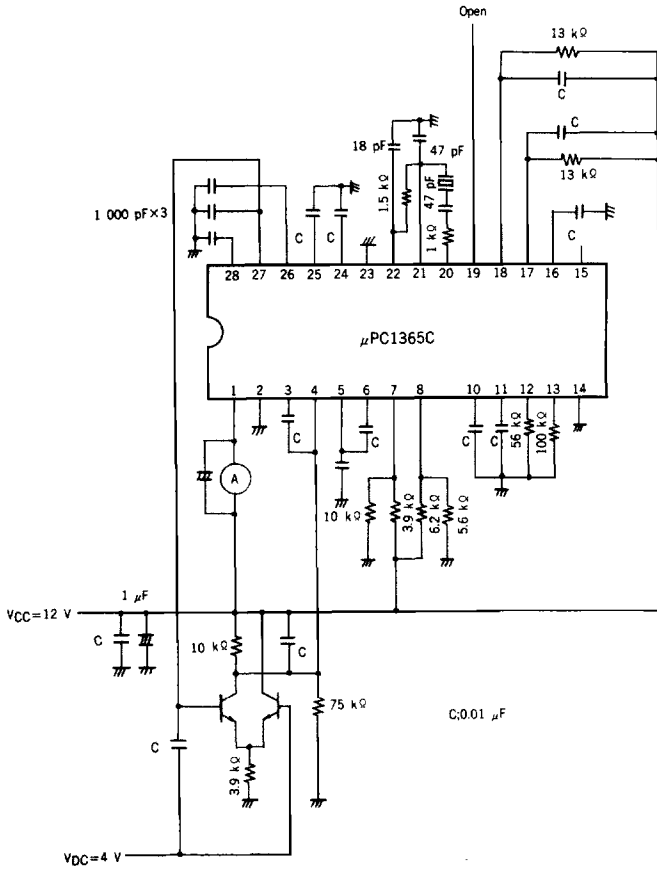 Open
13 kΩ
C
C
13 kΩ
C
18 pF
47 pF
1.5 kΩ
47 pF
1 kΩ
1 000 pF×3
C
C
28 27 26 25 24 23 22 21 20 19 18 17 16 15
μPC1365C
1 2 3 4 5 6 7 8 10 11 12 13 14
C
C
C
C
56 kΩ
100 kΩ
A
10 kΩ
3.9 kΩ
6.2 kΩ
5.6 kΩ
1 μF
VCC=12 V
C
10 kΩ
C
75 kΩ
C;0.01 μF
C
3.9 kΩ
VDC=4 V